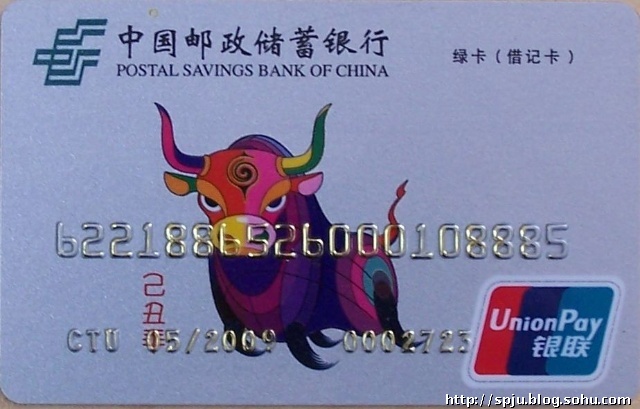 中国邮政储蓄银行
POSTAL SAVINGS BANK OF CHINA
绿卡（借记卡）
6221886526000108885
己丑年
CTU 05/2009 0002723
UnionPay
银联
http://spju.blog.sohu.com